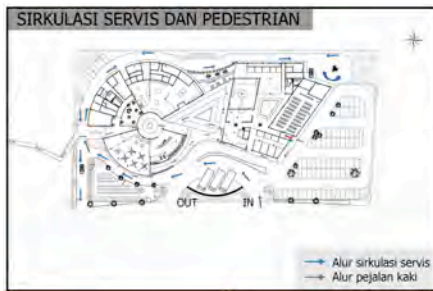 SIRKULASI SERVIS DAN PEDESTRIAN
OUT IN
Alur sirkulasi servis
Alur pejalan kaki